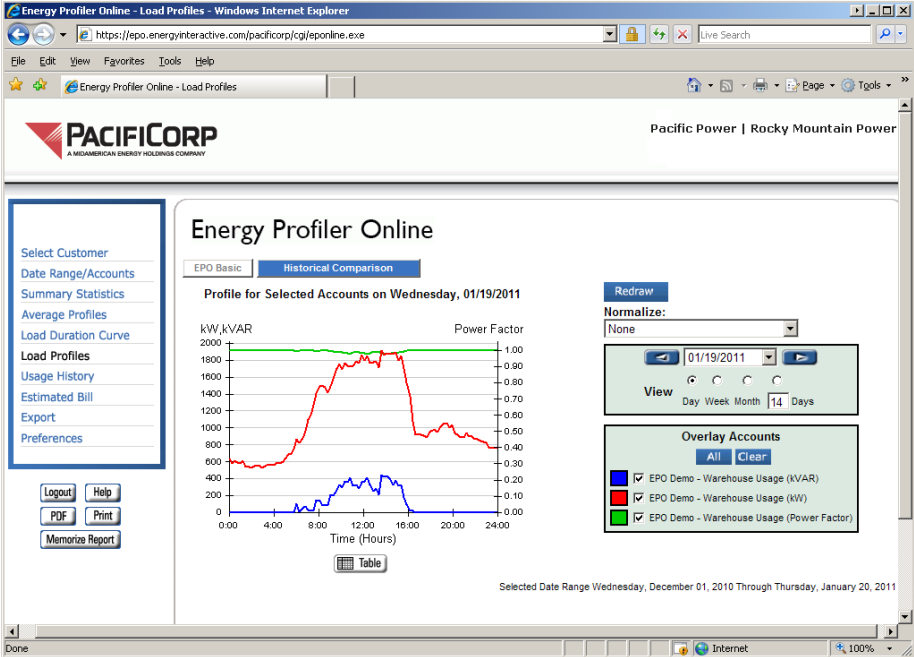 Energy Profiler Online - Load Profiles - Windows Internet Explorer
https://epo.energyinteractive.com/pacificorp/cgi/eponline.exe
Live Search
File Edit View Favorites Tools Help
Energy Profiler Online - Load Profiles
Page Tools
PACIFICORP
A MIDAMERICAN ENERGY HOLDINGS COMPANY
Pacific Power | Rocky Mountain Power
Select Customer
Date Range/Accounts
Summary Statistics
Average Profiles
Load Duration Curve
Load Profiles
Usage History
Estimated Bill
Export
Preferences
Logout Help
PDF Print
Memorize Report
Energy Profiler Online
EPO Basic Historical Comparison
Profile for Selected Accounts on Wednesday, 01/19/2011
kW,kVAR Power Factor
2000
1800 1.00
1600 0.90
1400 0.80
1200 0.70
1000 0.60
800 0.50
600 0.40
400 0.30
200 0.20
0 0.10
0.00
0:00 4:00 8:00 12:00 16:00 20:00 24:00
Time (Hours)
Table
Redraw
Normalize:
None
01/19/2011
View
Day Week Month 14 Days
Overlay Accounts
All Clear
EPO Demo - Warehouse Usage (kVAR)
EPO Demo - Warehouse Usage (kW)
EPO Demo - Warehouse Usage (Power Factor)
Selected Date Range Wednesday, December 01, 2010 Through Thursday, January 20, 2011
Done Internet 100%